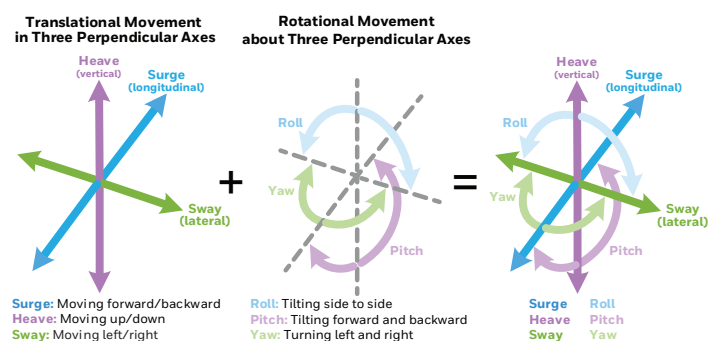 Translational Movement
in Three Perpendicular Axes
Rotational Movement
about Three Perpendicular Axes
Heave
(vertical)
Surge
(longitudinal)
Sway
(lateral)
+
Roll
Yaw
Pitch
=
Heave
(vertical)
Surge
(longitudinal)
Roll
Yaw
Sway
(lateral)
Pitch
Surge: Moving forward/backward
Heave: Moving up/down
Sway: Moving left/right
Roll: Tilting side to side
Pitch: Tilting forward and backward
Yaw: Turning left and right
Surge Roll
Heave Pitch
Sway Yaw